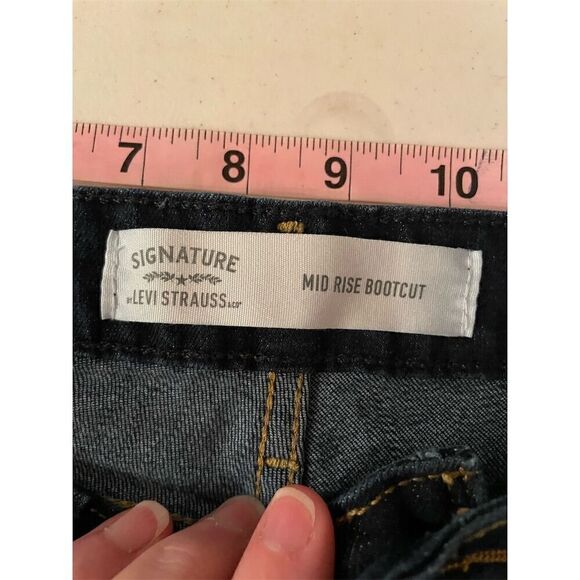 7 8 9 10
SIGNATURE
BY LEVI STRAUSS & CO
MID RISE BOOTCUT